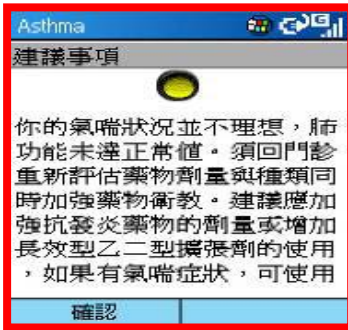 Asthma
建議事項
你的氣喘狀況並不理想，肺
功能未達正常值。須回門診
重新評估藥物劑量與種類同
時加強藥物衛教。建議應加
強抗發炎藥物的劑量或增加
長效型乙二型擴張劑的使用
，如果有氣喘症狀，可使用
確認